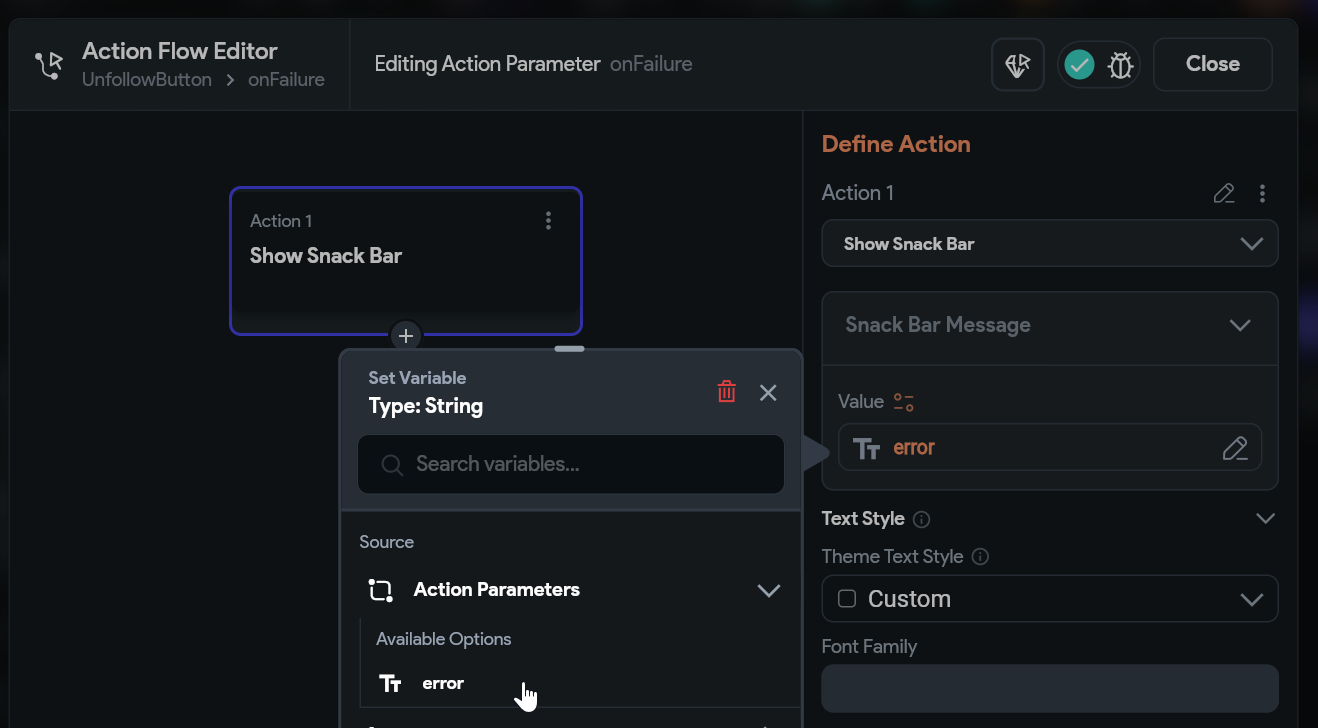 Action Flow Editor
UnfollowButton > onFailure
Editing Action Parameter onFailure
Close
Action 1
Show Snack Bar
Set Variable
Type: String
Search variables...
Source
Action Parameters
Available Options
error
Define Action
Action 1
Show Snack Bar
Snack Bar Message
Value
error
Text Style
Theme Text Style
Custom
Font Family